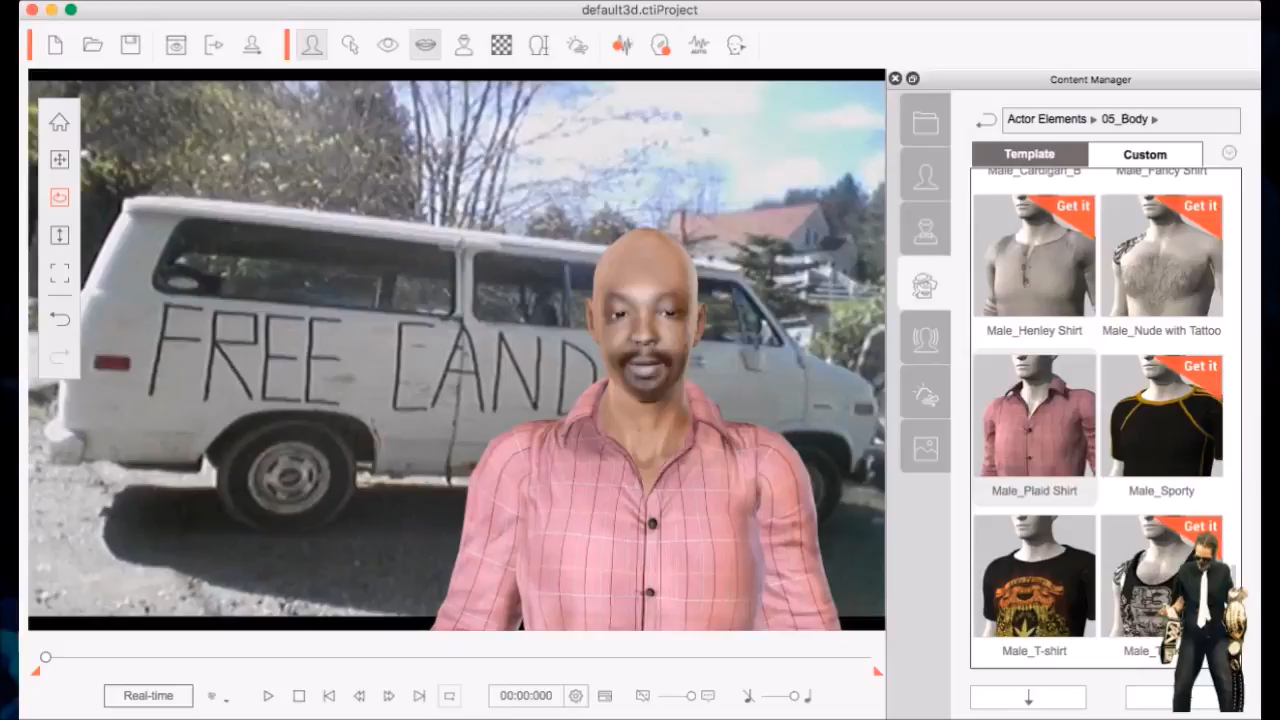 default3d.ctiProject
AUTO
Content Manager
Actor Elements 05_Body
Template Custom
Male_Cardigan_B Male_Fancy Shirt
Get it Get it
Male_Henley Shirt Male_Nude with Tattoo
Get it
Male_Plaid Shirt Male_Sporty
Get it
Male_T-shirt
FREE CAND
Real-time 00:00:000